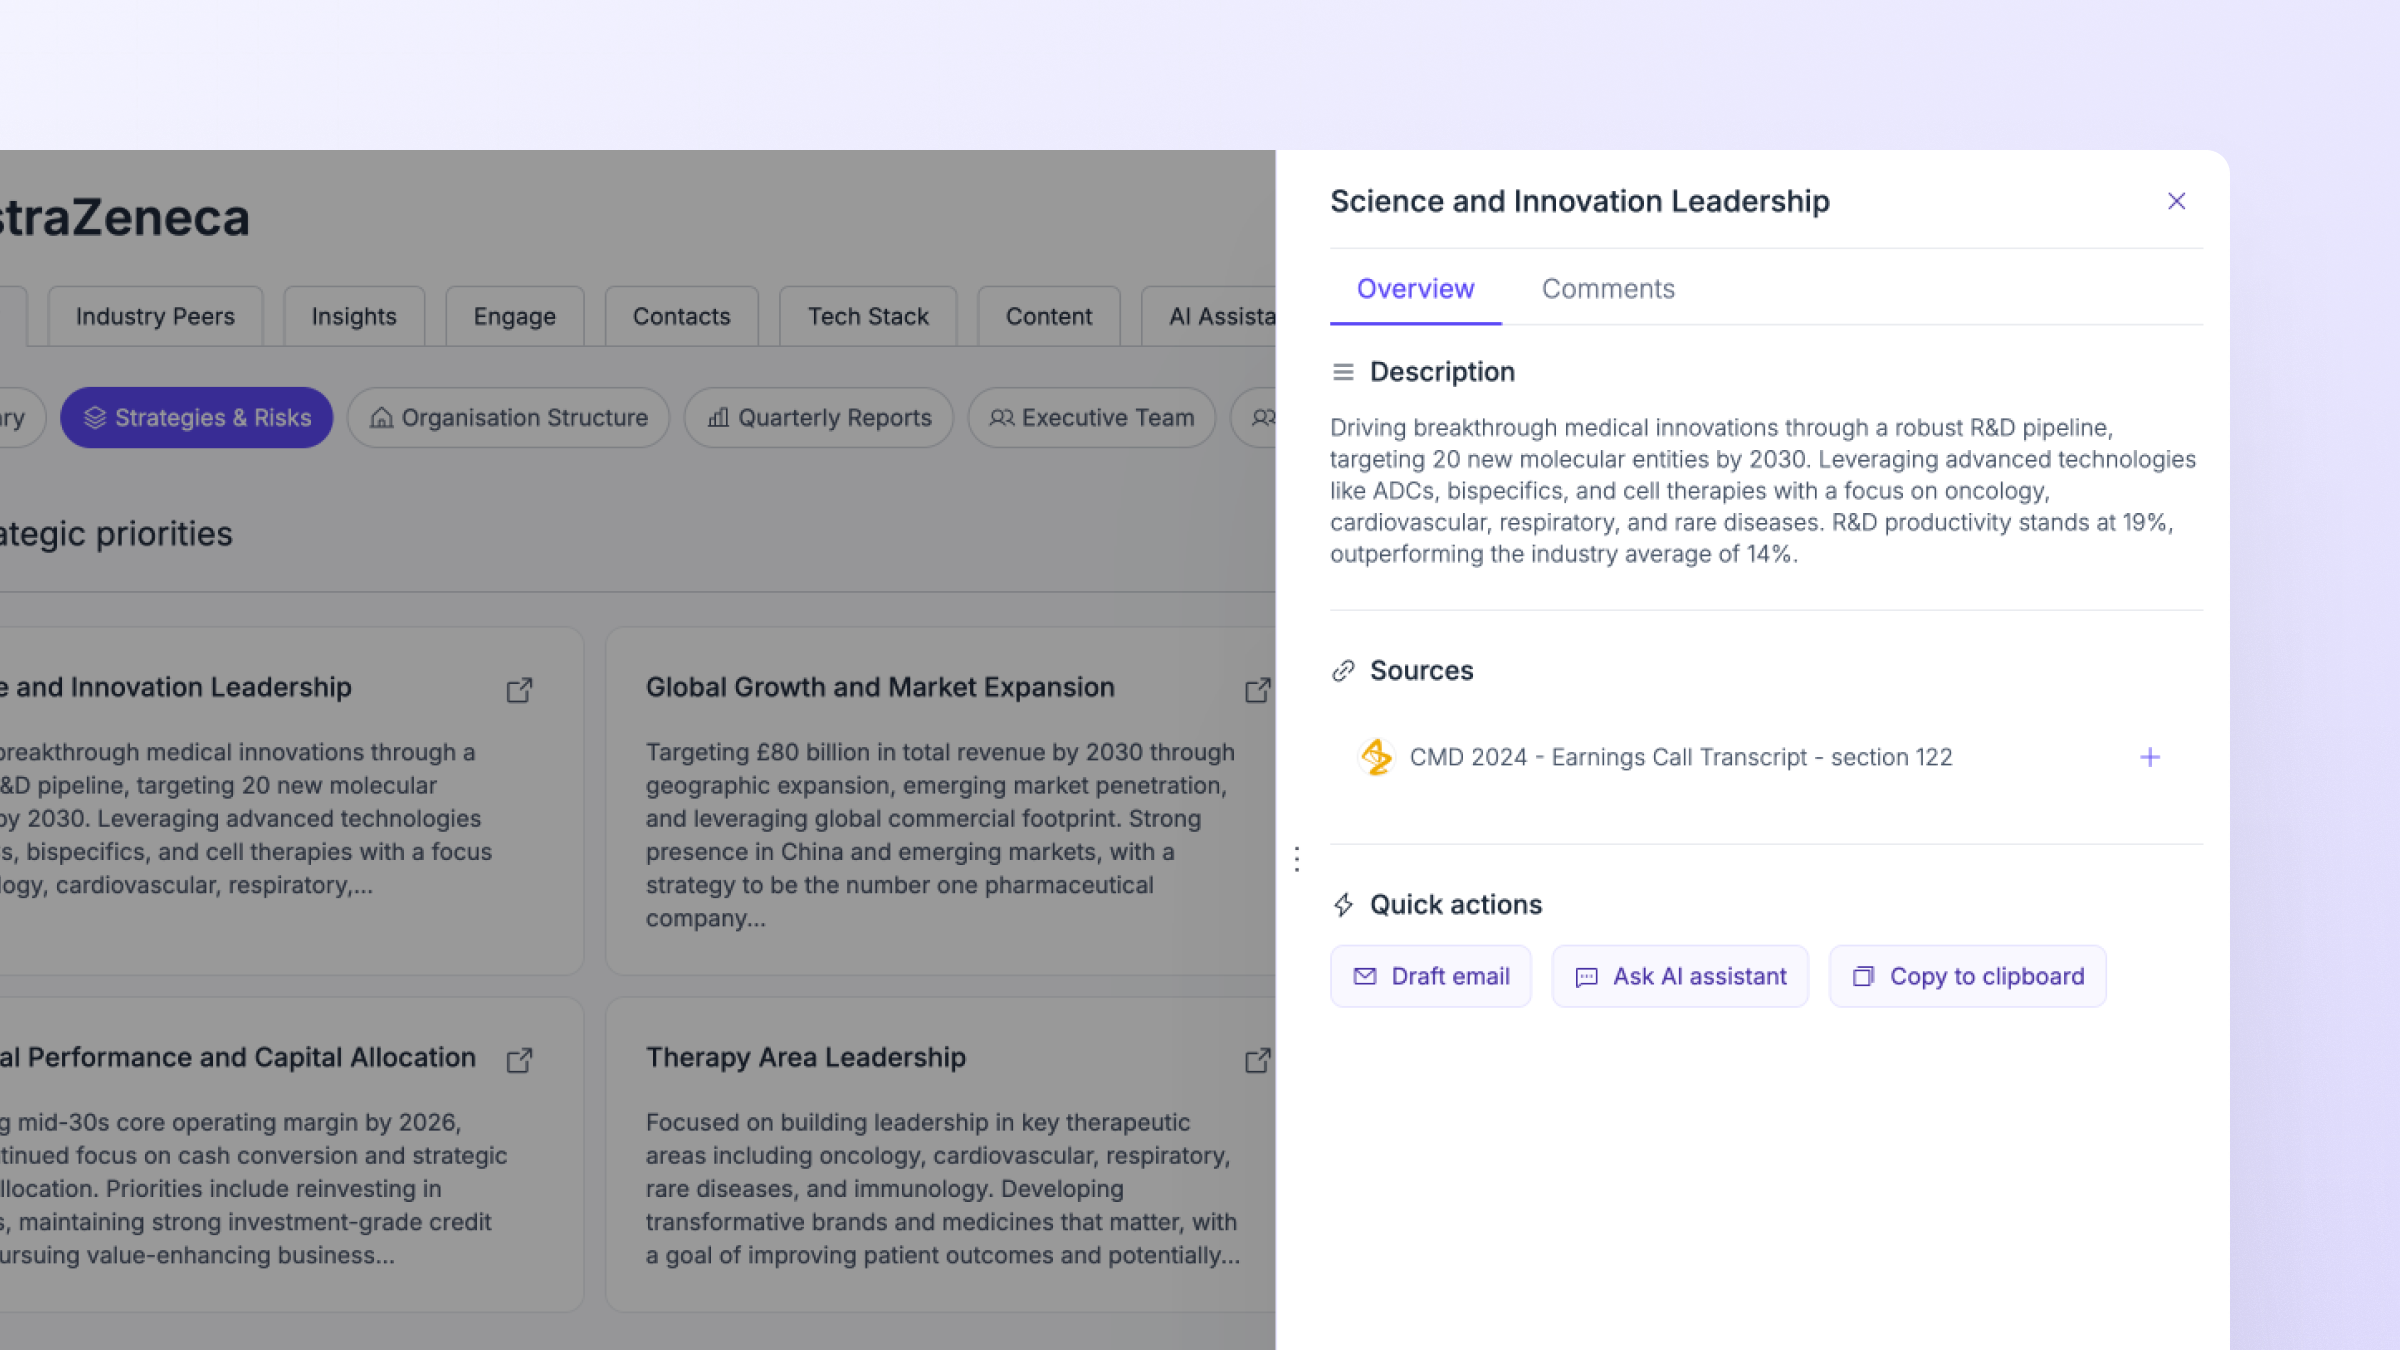 straZeneca
Industry Peers
Insights
Engage
Contacts
Tech Stack
Content
AI Assista
ry
Strategies & Risks
Organisation Structure
Quarterly Reports
Executive Team
ategic priorities
e and Innovation Leadership
breakthrough medical innovations through a
&D pipeline, targeting 20 new molecular
by 2030. Leveraging advanced technologies
s, bispecifics, and cell therapies with a focus
logy, cardiovascular, respiratory,...
Global Growth and Market Expansion
Targeting £80 billion in total revenue by 2030 through
geographic expansion, emerging market penetration,
and leveraging global commercial footprint. Strong
presence in China and emerging markets, with a
strategy to be the number one pharmaceutical
company...
al Performance and Capital Allocation
g mid-30s core operating margin by 2026,
tinued focus on cash conversion and strategic
llocation. Priorities include reinvesting in
s, maintaining strong investment-grade credit
ursuing value-enhancing business...
Therapy Area Leadership
Focused on building leadership in key therapeutic
areas including oncology, cardiovascular, respiratory,
rare diseases, and immunology. Developing
transformative brands and medicines that matter, with
a goal of improving patient outcomes and potentially...
Science and Innovation Leadership
Overview
Comments
Description
Driving breakthrough medical innovations through a robust R&D pipeline,
targeting 20 new molecular entities by 2030. Leveraging advanced technologies
like ADCs, bispecifics, and cell therapies with a focus on oncology,
cardiovascular, respiratory, and rare diseases. R&D productivity stands at 19%,
outperforming the industry average of 14%.
Sources
CMD 2024 - Earnings Call Transcript - section 122
Quick actions
Draft email
Ask AI assistant
Copy to clipboard